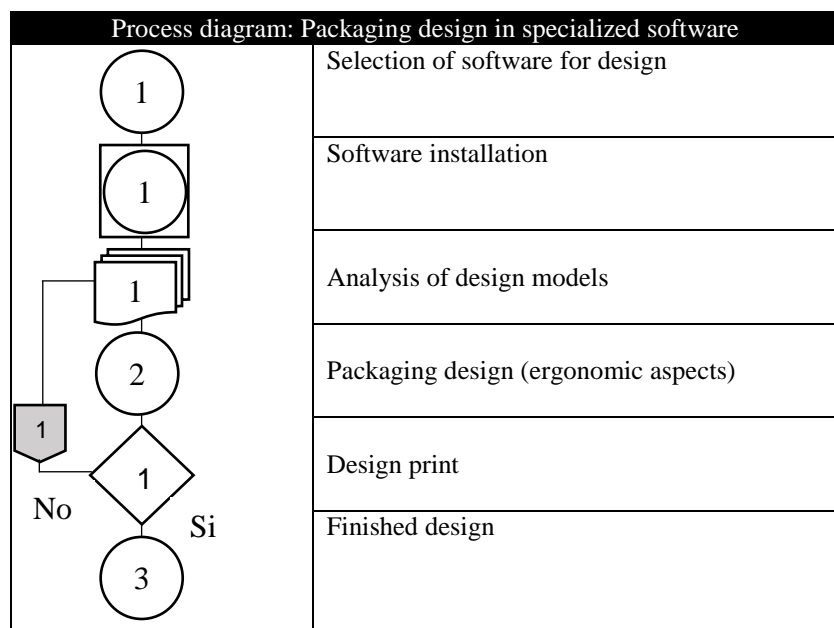 Process diagram: Packaging design in specialized software
1
Selection of software for design
1
Software installation
1
Analysis of design models
2
Packaging design (ergonomic aspects)
1
1
Design print
No
Si
3
Finished design